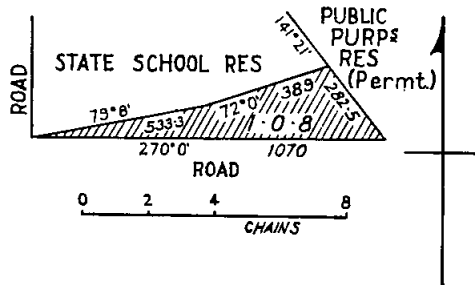 141°21'
PUBLIC
PURPS
RES
(Permt.)
STATE SCHOOL RES
ROAD
79°8'
533·3
72°0'
389
282·5
1·0·8
270°0'
1070
ROAD
0 2 4 8
CHAINS